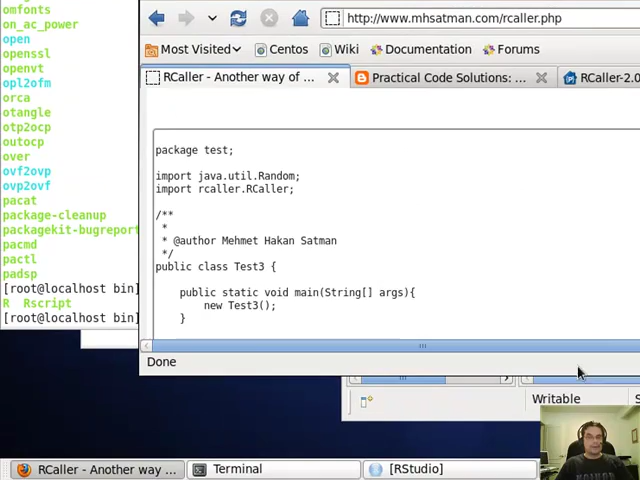 omfonts
on_ac_power
open
openssl
openvt
opl2ofm
orca
otangle
otp2ocp
outocp
over
ovf2ovp
ovp2ovf
pacat
package-cleanup
packagekit-bugreport
pacmd
pactl
padsp
[root@localhost bin]
R Rscript
[root@localhost bin]
http://www.mhsatman.com/rcaller.php
Most Visited Centos Wiki Documentation Forums
RCaller - Another way of ... Practical Code Solutions: ... RCaller-2.0
package test;
import java.util.Random;
import rcaller.RCaller;
/**
*
* @author Mehmet Hakan Satman
*/
public class Test3 {
public static void main(String[] args){
new Test3();
}
Done
Writable
RCaller - Another way ... Terminal [RStudio]